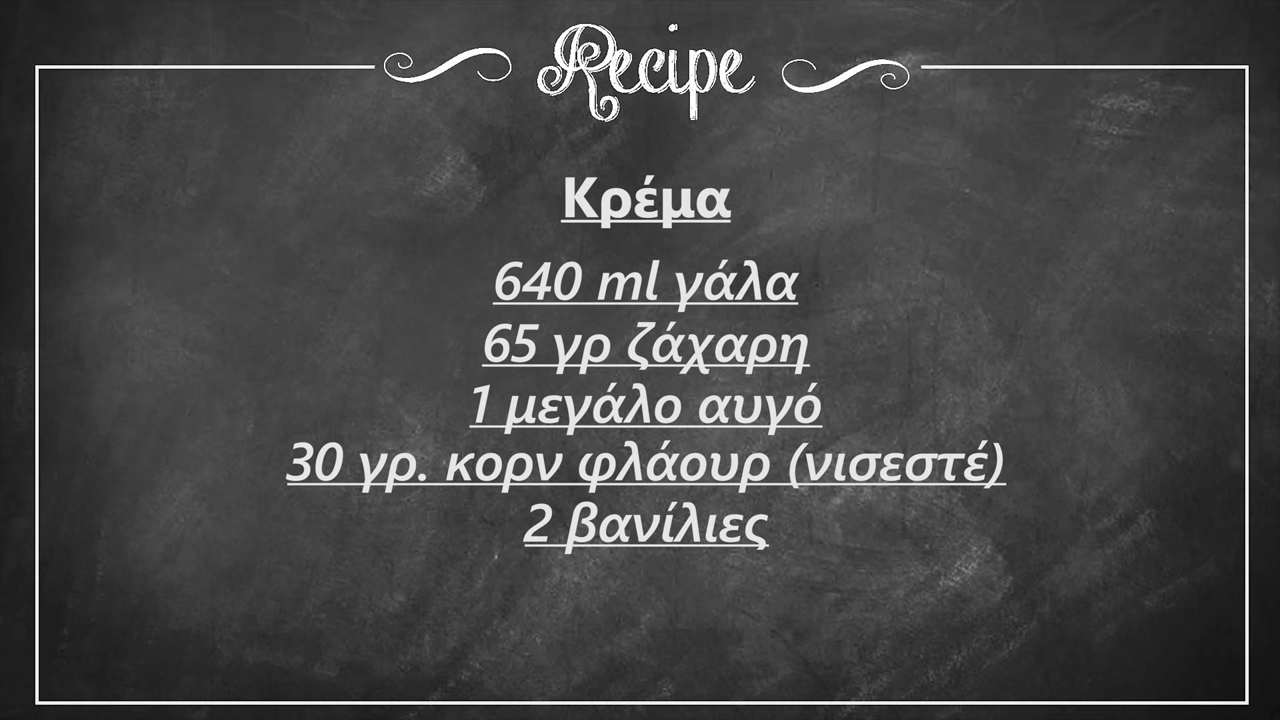 Recipe
Κρέμα
640 ml γάλα
65 γρ ζάχαρη
1 μεγάλο αυγό
30 γρ. κορν φλάουρ (νισεστέ)
2 βανίλιες